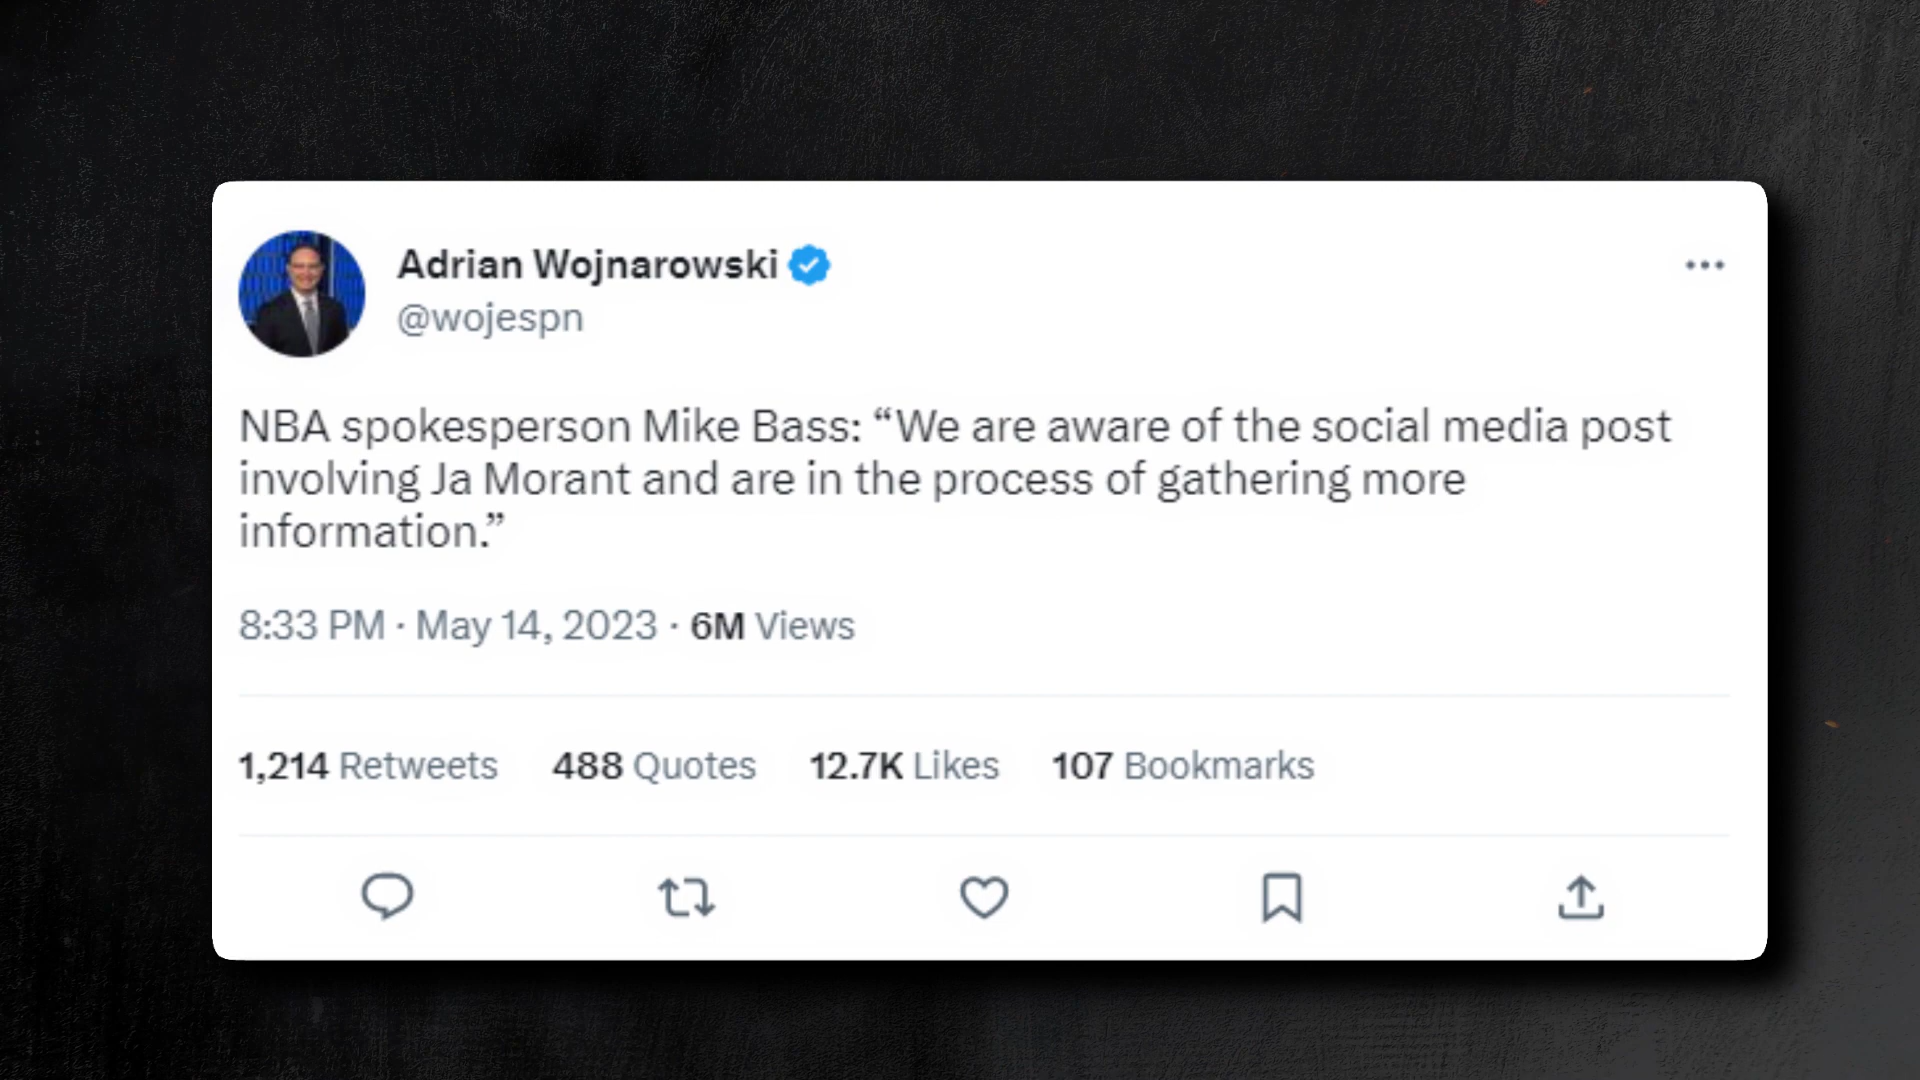 Adrian Wojnarowski
@wojespn
NBA spokesperson Mike Bass: “We are aware of the social media post
involving Ja Morant and are in the process of gathering more
information.”
8:33 PM · May 14, 2023 · 6M Views
1,214 Retweets 488 Quotes 12.7K Likes 107 Bookmarks